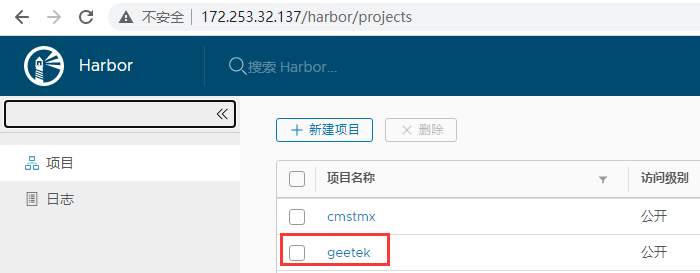 不安全 172.253.32.137/harbor/projects
Harbor
搜索 Harbor...
新建项目
删除
项目
日志
项目名称 访问级别
cmstmx 公开
geetek 公开